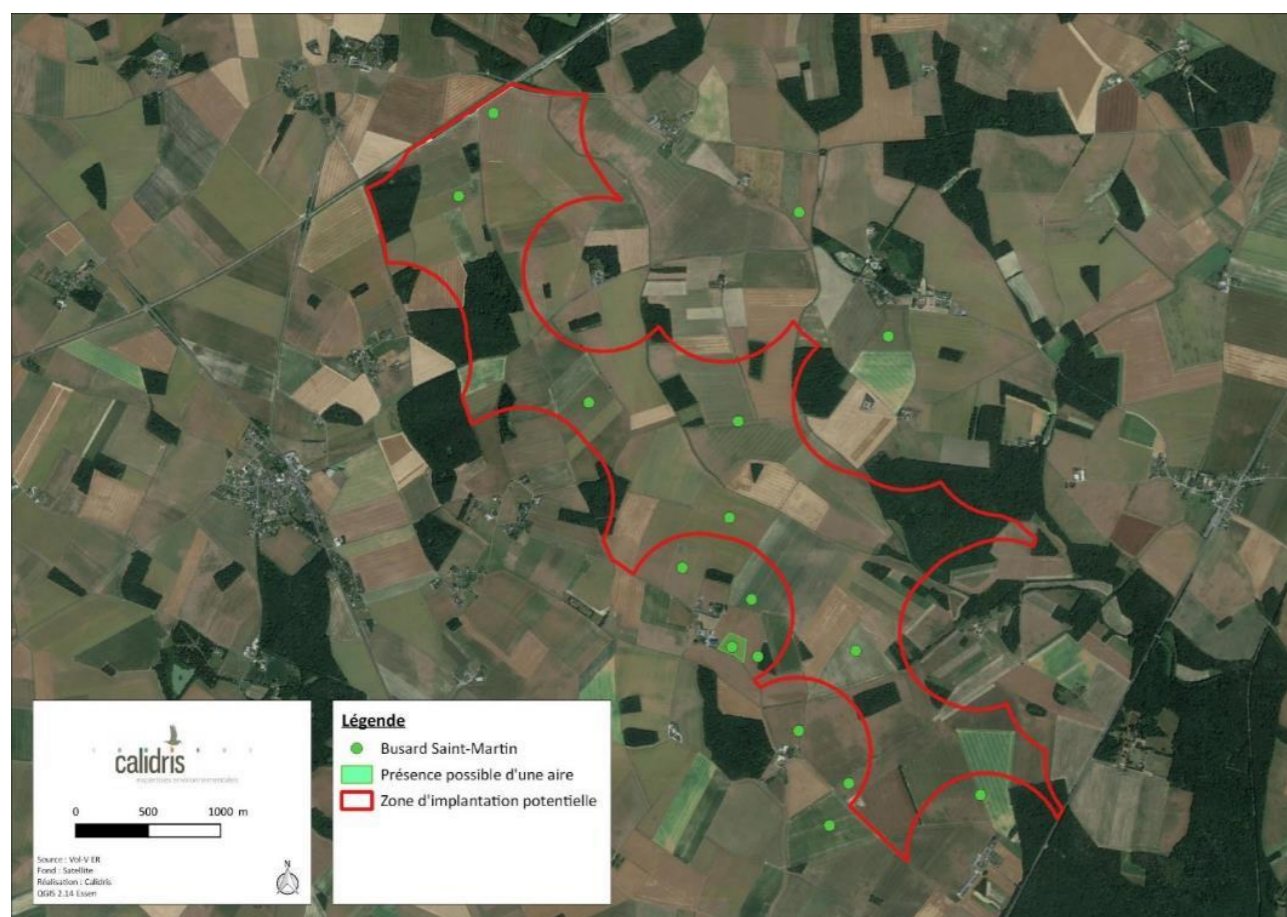 calidris
expertises environnementales
0 500 1000 m
Source : Vol-V ER
Fond : Satellite
Réalisation : Calidris
QGIS 2.14 Essen
N
Légende
Busard Saint-Martin
Présence possible d'une aire
Zone d'implantation potentielle